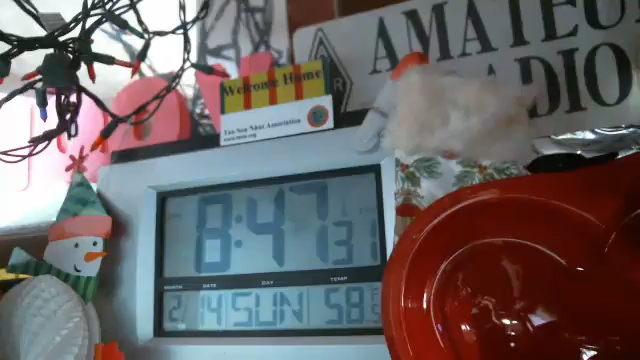 AMATEU
ADIO
Welcome Home
Tan Son Nhut Association
8:47 31
MONTH DATE DAY TEMP
2 14 SUN 58